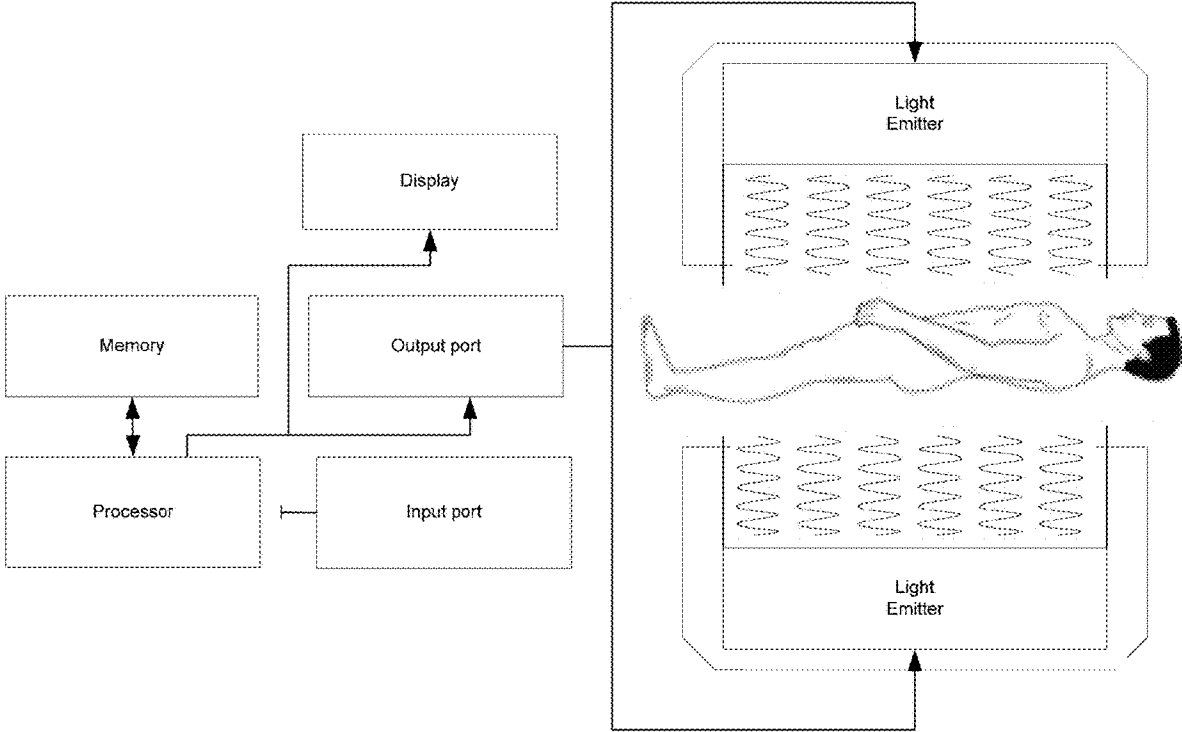 Light
Emitter
Display
Memory
Output port
Processor
Input port
Light
Emitter